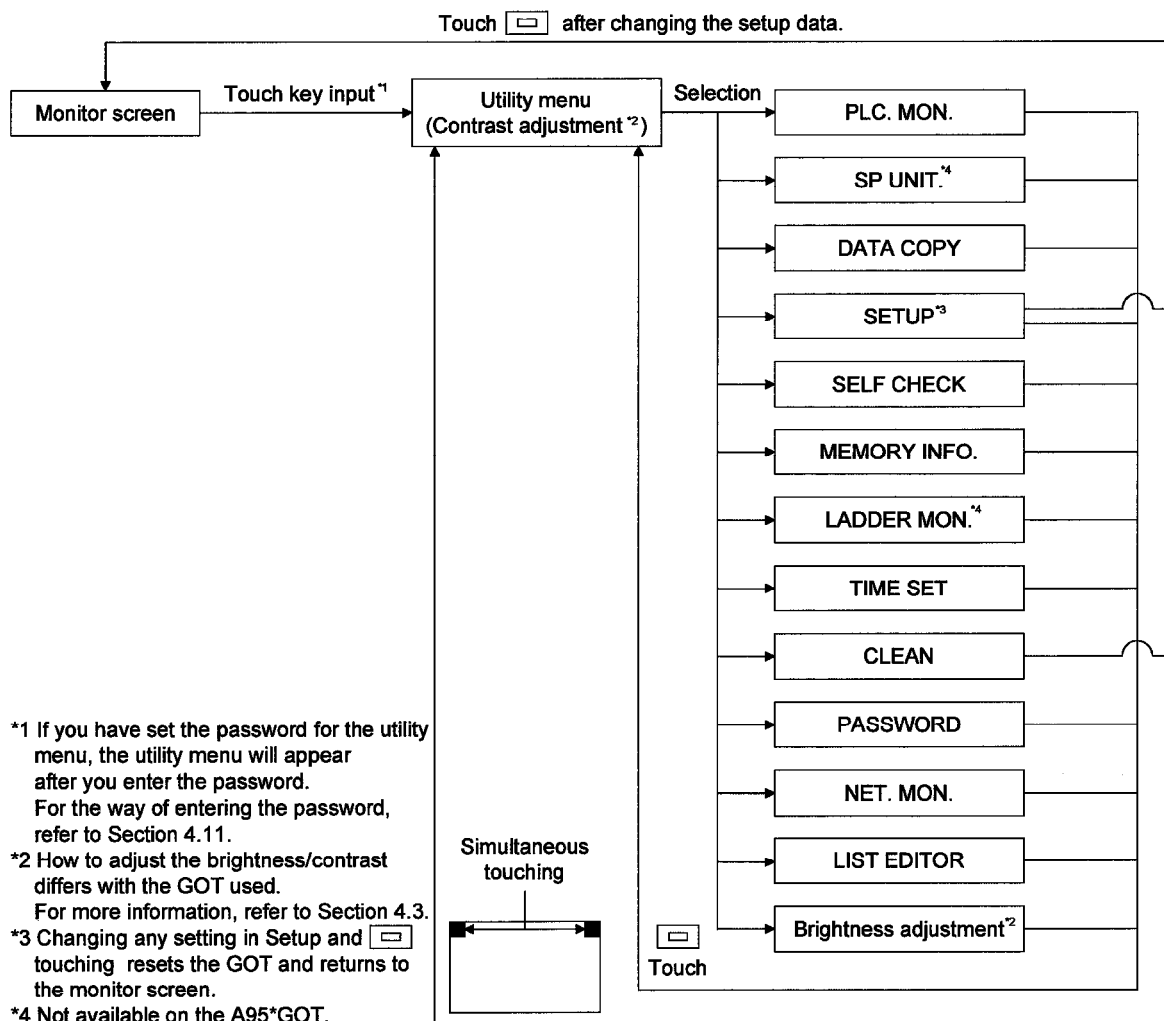 Touch after changing the setup data.
Monitor screen
Touch key input*1
Utility menu
(Contrast adjustment*2)
Selection
PLC. MON.
SP UNIT.*4
DATA COPY
SETUP*3
SELF CHECK
MEMORY INFO.
LADDER MON.*4
TIME SET
CLEAN
PASSWORD
NET. MON.
LIST EDITOR
Brightness adjustment*2
*1 If you have set the password for the utility
menu, the utility menu will appear
after you enter the password.
For the way of entering the password,
refer to Section 4.11.
*2 How to adjust the brightness/contrast
differs with the GOT used.
For more information, refer to Section 4.3.
*3 Changing any setting in Setup and
touching resets the GOT and returns to
the monitor screen.
*4 Not available on the A95*GOT.
Simultaneous
touching
Touch